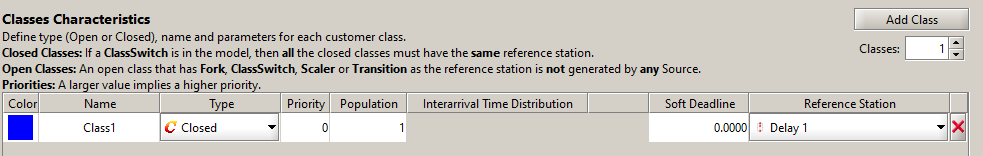 Classes Characteristics
Add Class
Define type (Open or Closed), name and parameters for each customer class.
Closed Classes: If a ClassSwitch is in the model, then all the closed classes must have the same reference station.
Classes: 1
Open Classes: An open class that has Fork, ClassSwitch, Scaler or Transition as the reference station is not generated by any Source.
Priorities: A larger value implies a higher priority.
Color Name Type Priority Population Interarrival Time Distribution Soft Deadline Reference Station
Class1 C Closed 0 1 0.0000 Delay 1